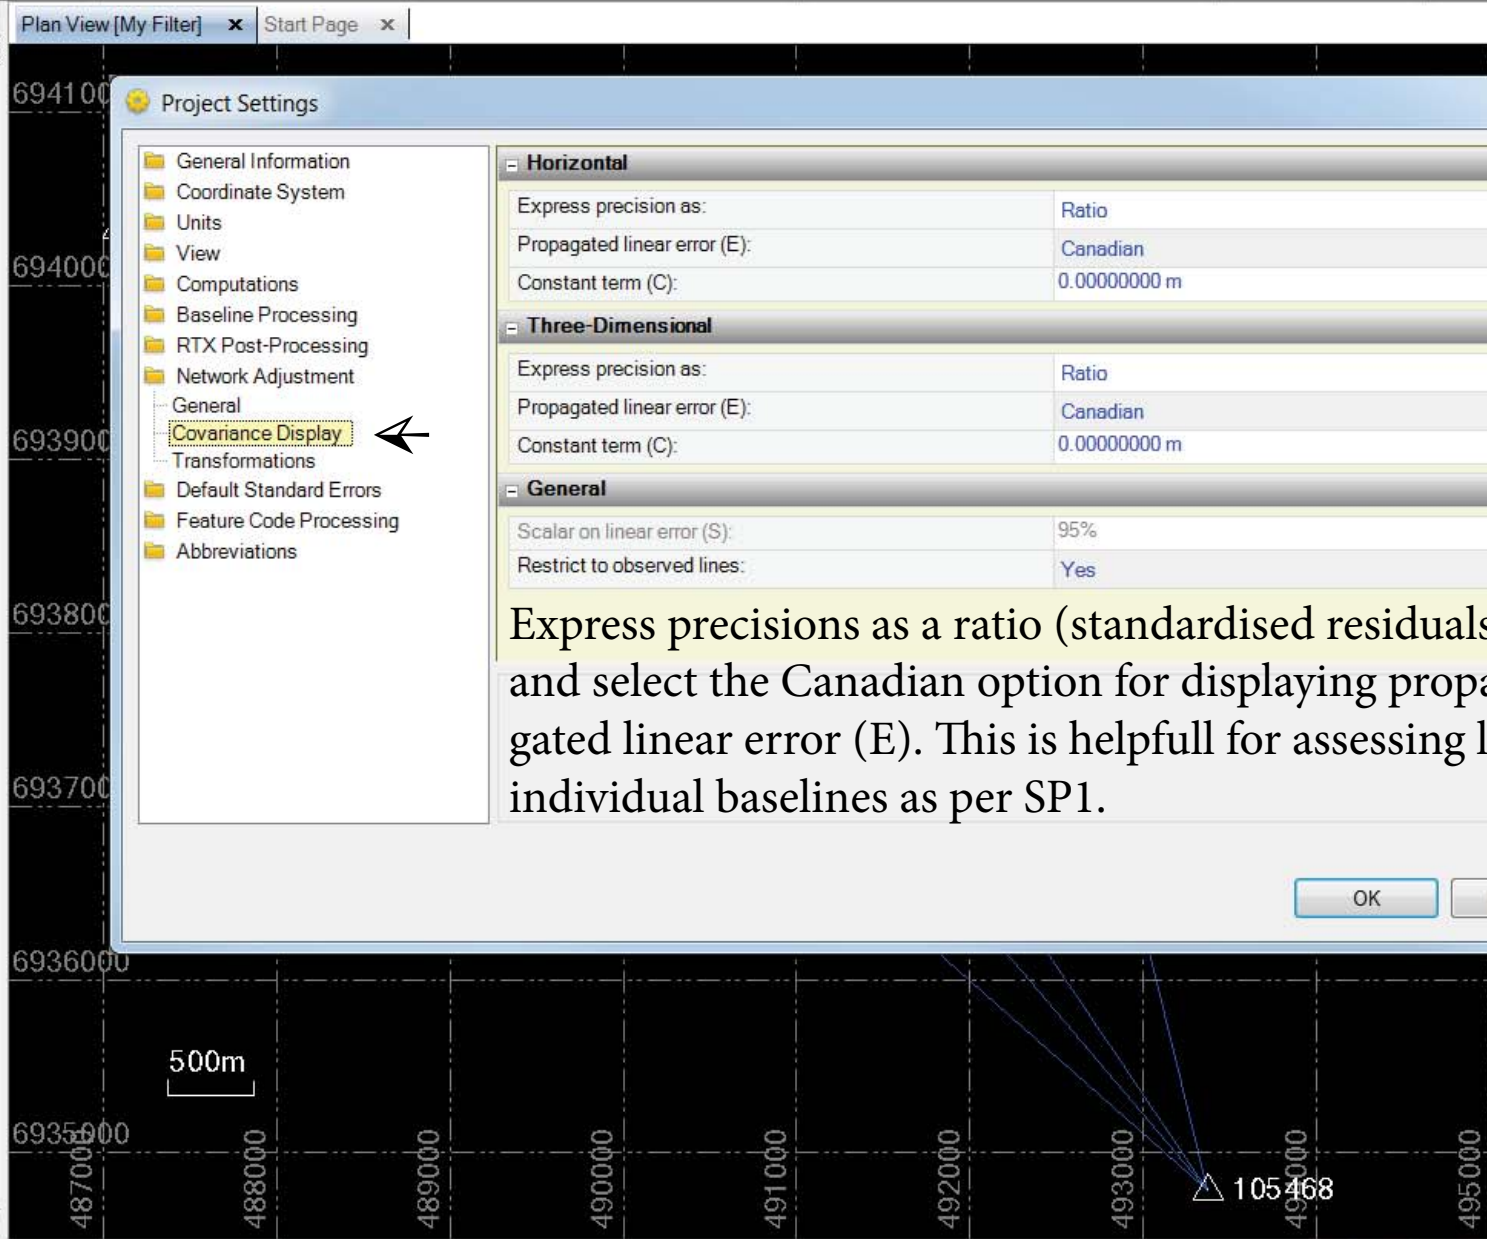 Plan View [My Filter] x Start Page x
694100
Project Settings
General Information
Coordinate System
Units
View
Computations
Baseline Processing
RTX Post-Processing
Network Adjustment
General
Covariance Display
Transformations
Default Standard Errors
Feature Code Processing
Abbreviations
Horizontal
Express precision as: Ratio
Propagated linear error (E): Canadian
Constant term (C): 0.00000000 m
Three-Dimensional
Express precision as: Ratio
Propagated linear error (E): Canadian
Constant term (C): 0.00000000 m
General
Scalar on linear error (S): 95%
Restrict to observed lines: Yes
Express precisions as a ratio (standardised residuals
and select the Canadian option for displaying propa
gated linear error (E). This is helpfull for assessing l
individual baselines as per SP1.
OK
694000
693900
693800
693700
6936000
500m
6935000
487000
488000
489000
490000
491000
492000
493000
105468
495000